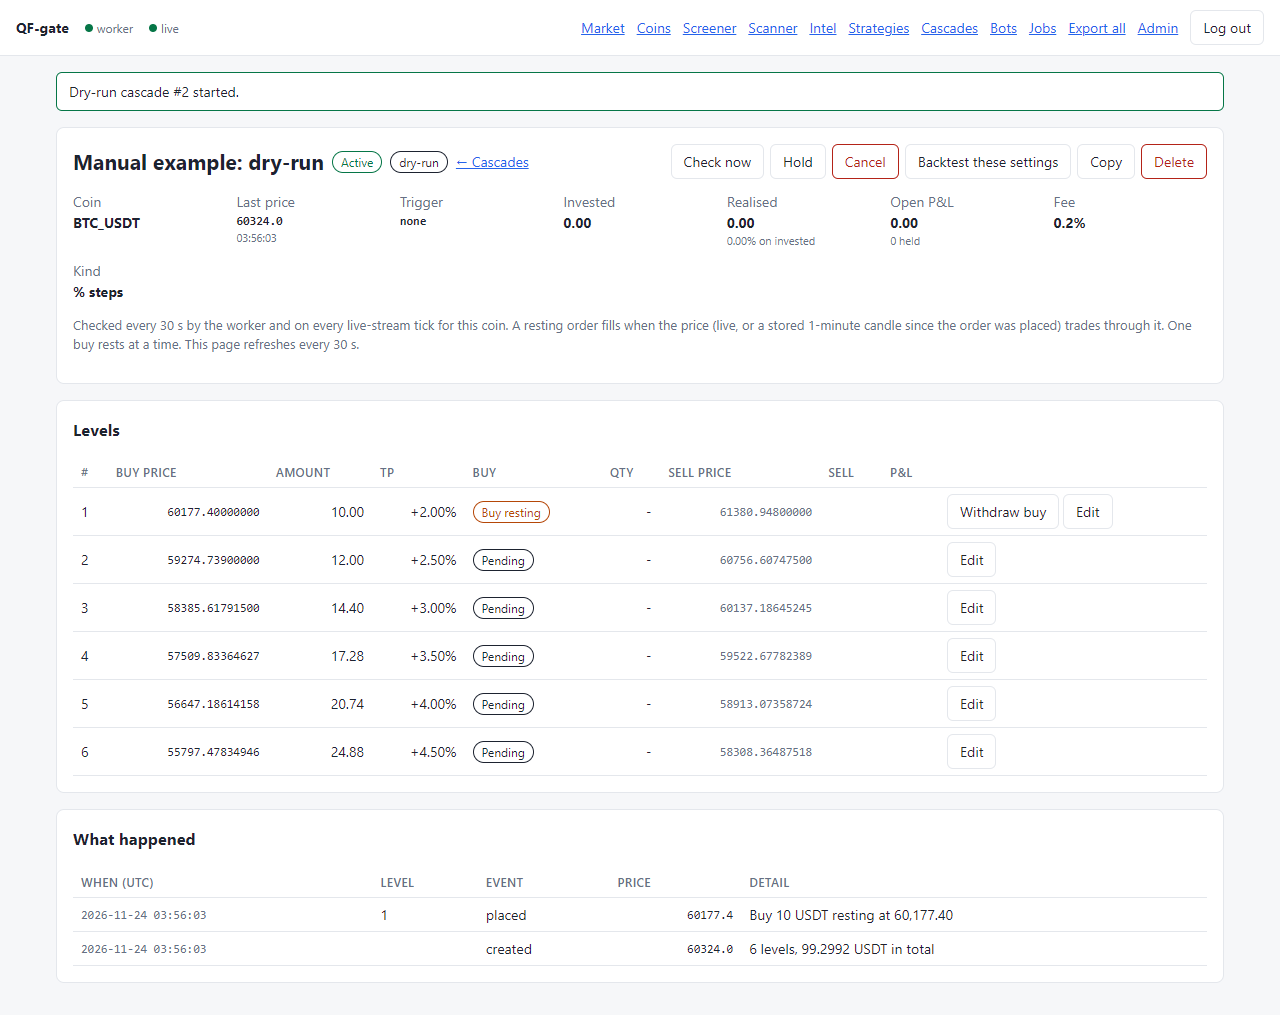 QF-gate worker live Market Coins Screener Scanner Intel Strategies Cascades Bots Jobs Export all Admin Log out
Dry-run cascade #2 started.
Manual example: dry-run Active dry-run ← Cascades Check now Hold Cancel Backtest these settings Copy Delete
Coin Last price Trigger Invested Realised Open P&L Fee
BTC_USDT 60324.0 none 0.00 0.00 0.00 0.2%
03:56:03 0.00% on invested 0 held
Kind
% steps
Checked every 30 s by the worker and on every live-stream tick for this coin. A resting order fills when the price (live, or a stored 1-minute candle since the order was placed) trades through it. One
buy rests at a time. This page refreshes every 30 s.
Levels
# BUY PRICE AMOUNT TP BUY QTY SELL PRICE SELL P&L
1 60177.40000000 10.00 +2.00% Buy resting - 61380.94800000 Withdraw buy Edit
2 59274.73900000 12.00 +2.50% Pending - 60756.60747500 Edit
3 58385.61791500 14.40 +3.00% Pending - 60137.18645245 Edit
4 57509.83364627 17.28 +3.50% Pending - 59522.67782389 Edit
5 56647.18614158 20.74 +4.00% Pending - 58913.07358724 Edit
6 55797.47834946 24.88 +4.50% Pending - 58308.36487518 Edit
What happened
WHEN (UTC) LEVEL EVENT PRICE DETAIL
2026-11-24 03:56:03 1 placed 60177.4 Buy 10 USDT resting at 60,177.40
2026-11-24 03:56:03 created 60324.0 6 levels, 99.2992 USDT in total